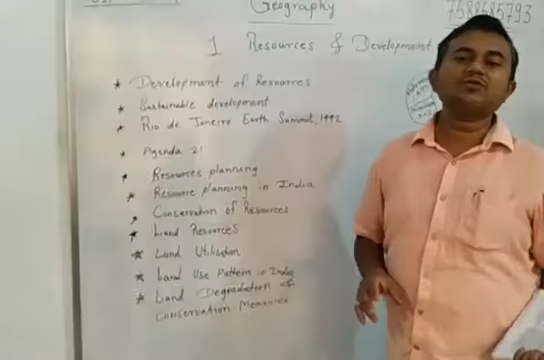 Geography
7588685793
1 Resources & Development
* Development of Resources
* Sustainable development
* Rio de Janeiro Earth Summit, 1992
* Agenda 21
* Resources planning
* Resource planning in India
* Conservation of Resources
* Land Resources
* Land Utilisation
* Land Use Pattern in India
* Land Degradation &
Conservation Measures